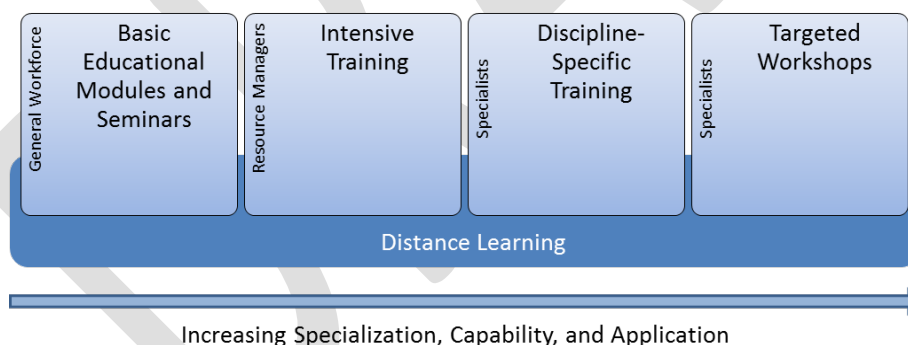 General Workforce
Basic
Educational
Modules and
Seminars
Resource Managers
Intensive
Training
Specialists
Discipline-
Specific
Training
Specialists
Targeted
Workshops
Distance Learning
Increasing Specialization, Capability, and Application